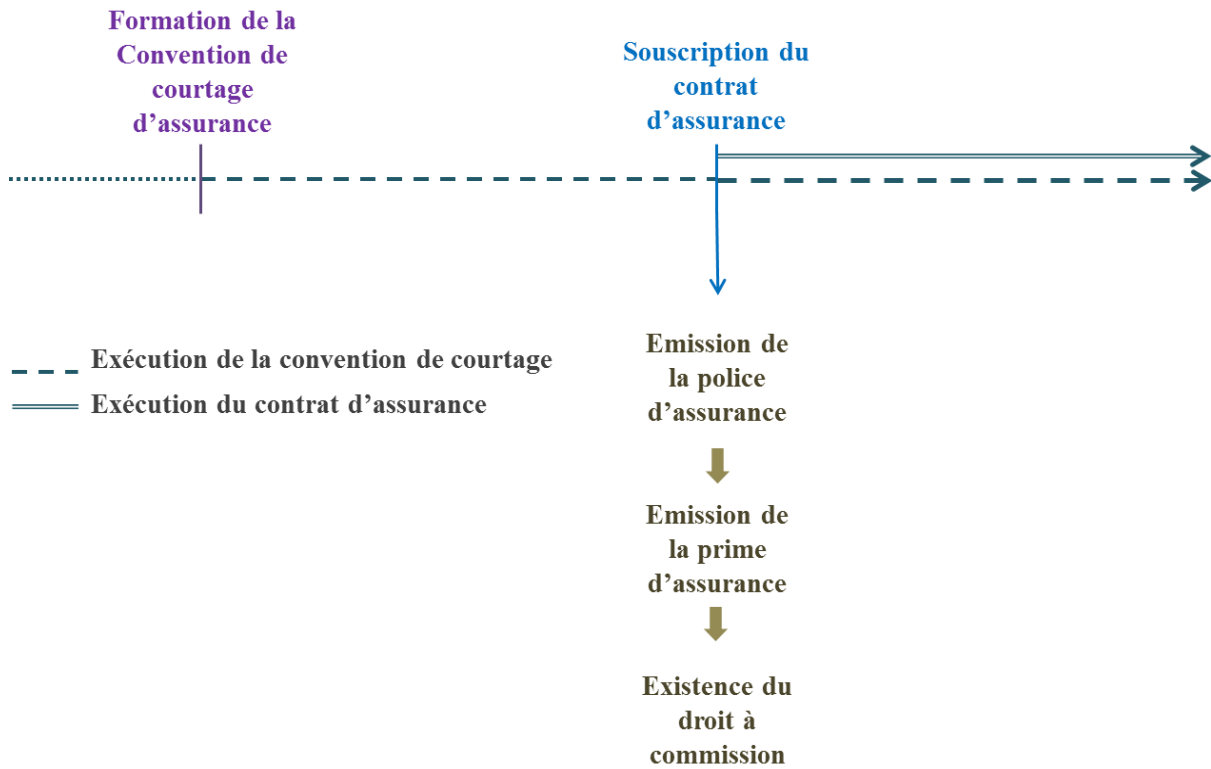 Formation de la
Convention de
courtage
d’assurance
Souscription du
contrat
d’assurance
Exécution de la convention de courtage
Exécution du contrat d’assurance
Emission de
la police
d’assurance
Emission de
la prime
d’assurance
Existence du
droit à
commission